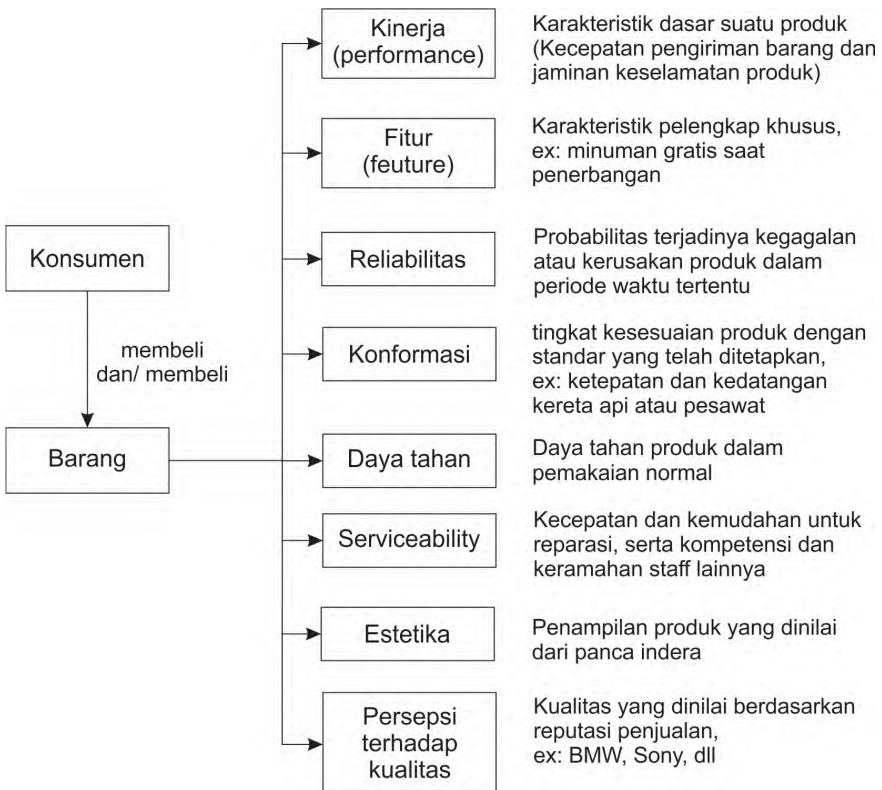 Kinerja
(performance)
Karakteristik dasar suatu produk
(Kecepatan pengiriman barang dan
jaminan keselamatan produk)
Fitur
(feuture)
Karakteristik pelengkap khusus,
ex: minuman gratis saat
penerbangan
Konsumen
Reliabilitas
Probabilitas terjadinya kegagalan
atau kerusakan produk dalam
periode waktu tertentu
membeli
dan/ membeli
Konformasi
tingkat kesesuaian produk dengan
standar yang telah ditetapkan,
ex: ketepatan dan kedatangan
kereta api atau pesawat
Barang
Daya tahan
Daya tahan produk dalam
pemakaian normal
Serviceability
Kecepatan dan kemudahan untuk
reparasi, serta kompetensi dan
keramahan staff lainnya
Estetika
Penampilan produk yang dinilai
dari panca indera
Persepsi
terhadap
kualitas
Kualitas yang dinilai berdasarkan
reputasi penjualan,
ex: BMW, Sony, dll